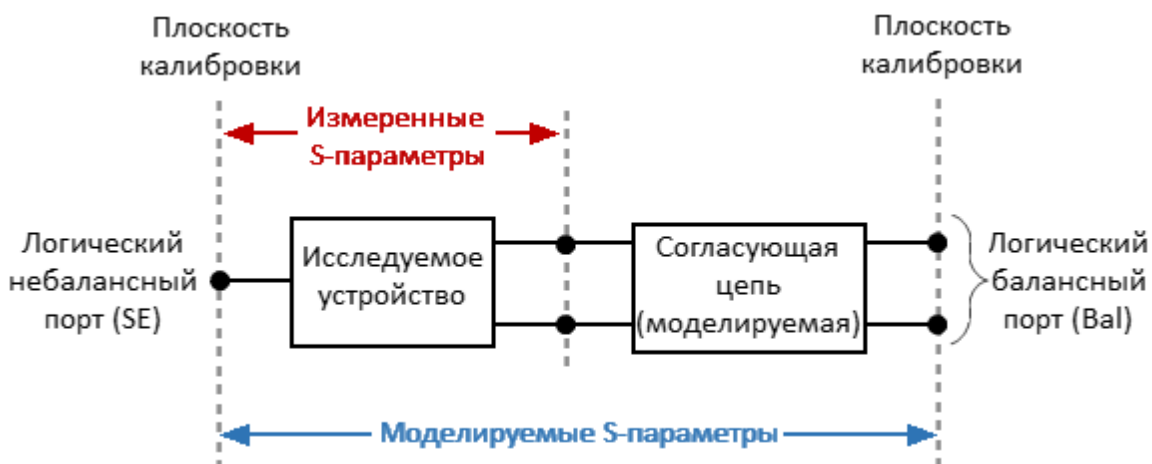 Плоскость
калибровки
Плоскость
калибровки
Измеренные
S-параметры
Логический
небалансный
порт (SE)
Исследуемое
устройство
Согласующая
цепь
(моделируемая)
Логический
балансный
порт (Bal)
Моделируемые S-параметры